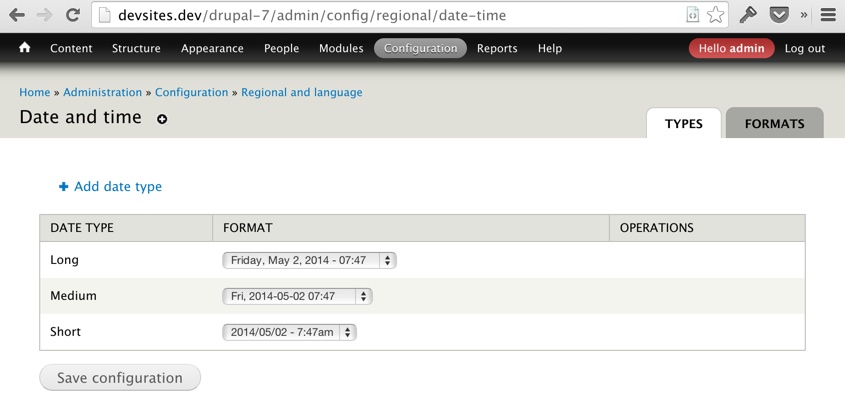 devsites.dev/drupal-7/admin/config/regional/date-time »
Content Structure Appearance People Modules Configuration Reports Help Hello admin Log out
Home » Administration » Configuration » Regional and language
Date and time
TYPES FORMATS
Add date type
DATE TYPE FORMAT OPERATIONS
Long Friday, May 2, 2014 - 07:47
Medium Fri, 2014-05-02 07:47
Short 2014/05/02 - 7:47am
Save configuration